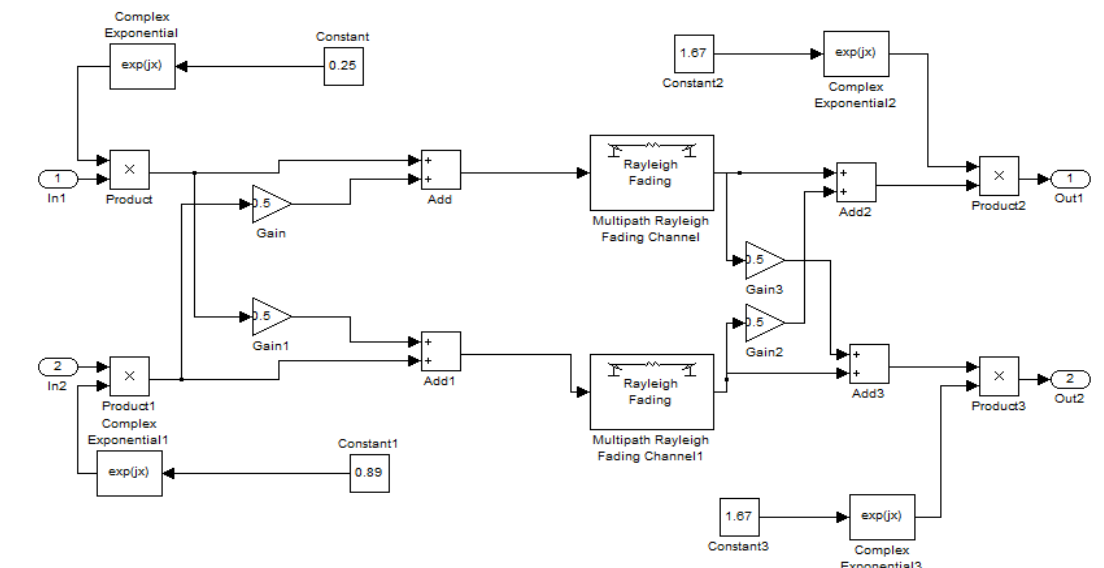 Complex
Exponential
exp(jx)
Constant
0.25
1.67
Constant2
exp(jx)
Complex
Exponential2
1
In1
×
Product
0.5
Gain
+
+
Add
Rayleigh
Fading
Multipath Rayleigh
Fading Channel
+
+
Add2
×
Product2
1
Out1
0.5
Gain3
0.5
Gain1
0.5
Gain2
2
In2
×
Product1
+
+
Add1
Rayleigh
Fading
Multipath Rayleigh
Fading Channel1
+
+
Add3
×
Product3
2
Out2
Complex
Exponential1
exp(jx)
Constant1
0.89
1.67
Constant3
exp(jx)
Complex
Exponential3